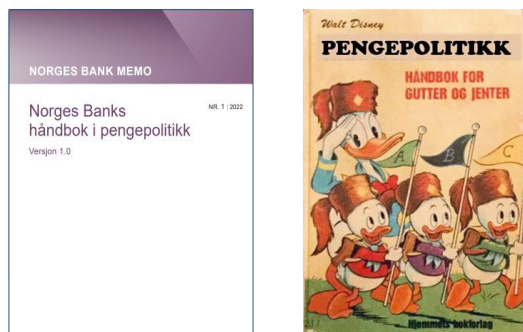 NORGES BANK MEMO
Norges Banks
håndbok i pengepolitikk
NR. 1 | 2022
Versjon 1.0
Walt Disney
PENGEPOLITIKK
HÅNDBOK FOR
GUTTER OG JENTER
A B C
Hjemmets bokforlag